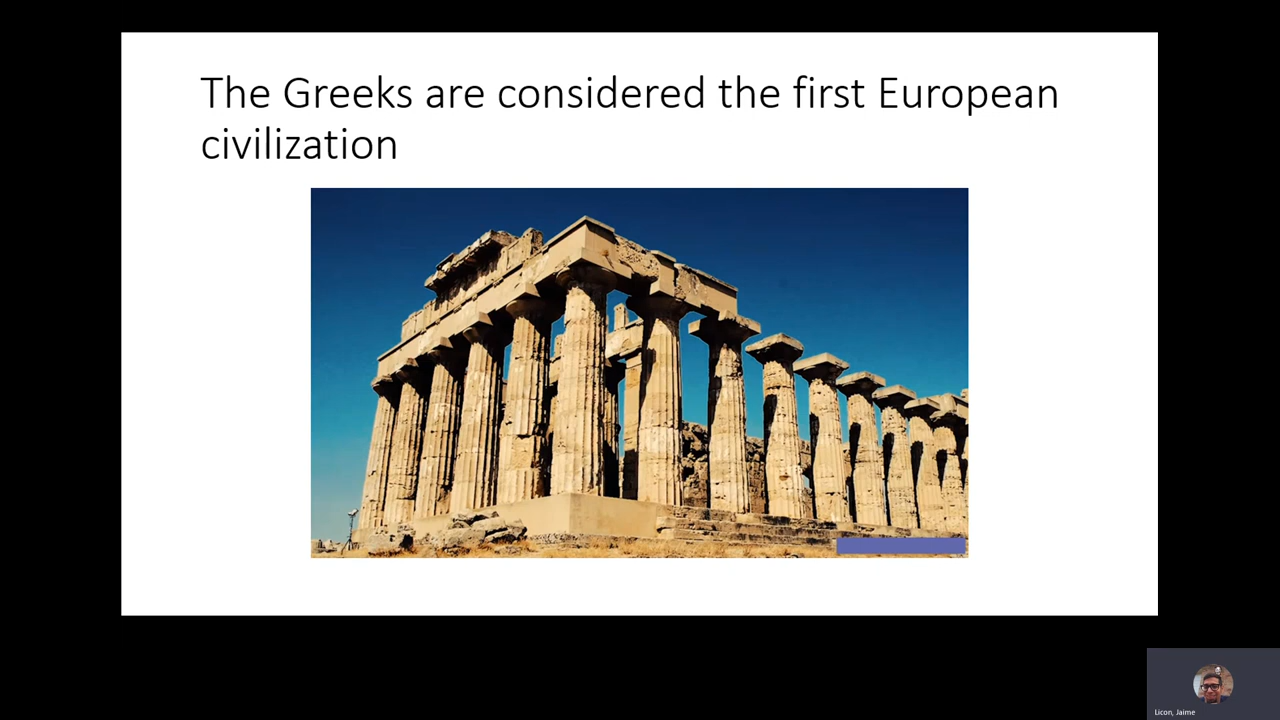 The Greeks are considered the first European
civilization
Licon, Jaime